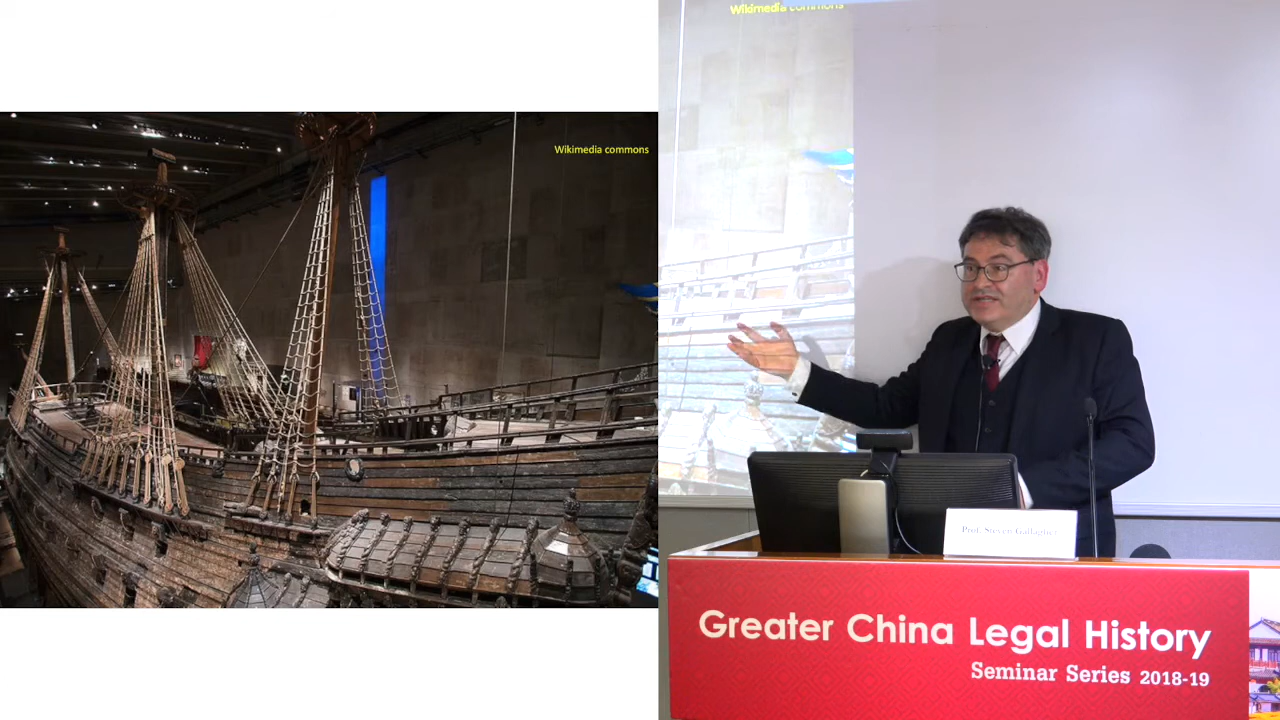 Wikimedia commons
Wikimedia commons
Prof. Steven Gallagher
Greater China Legal History
Seminar Series 2018-19